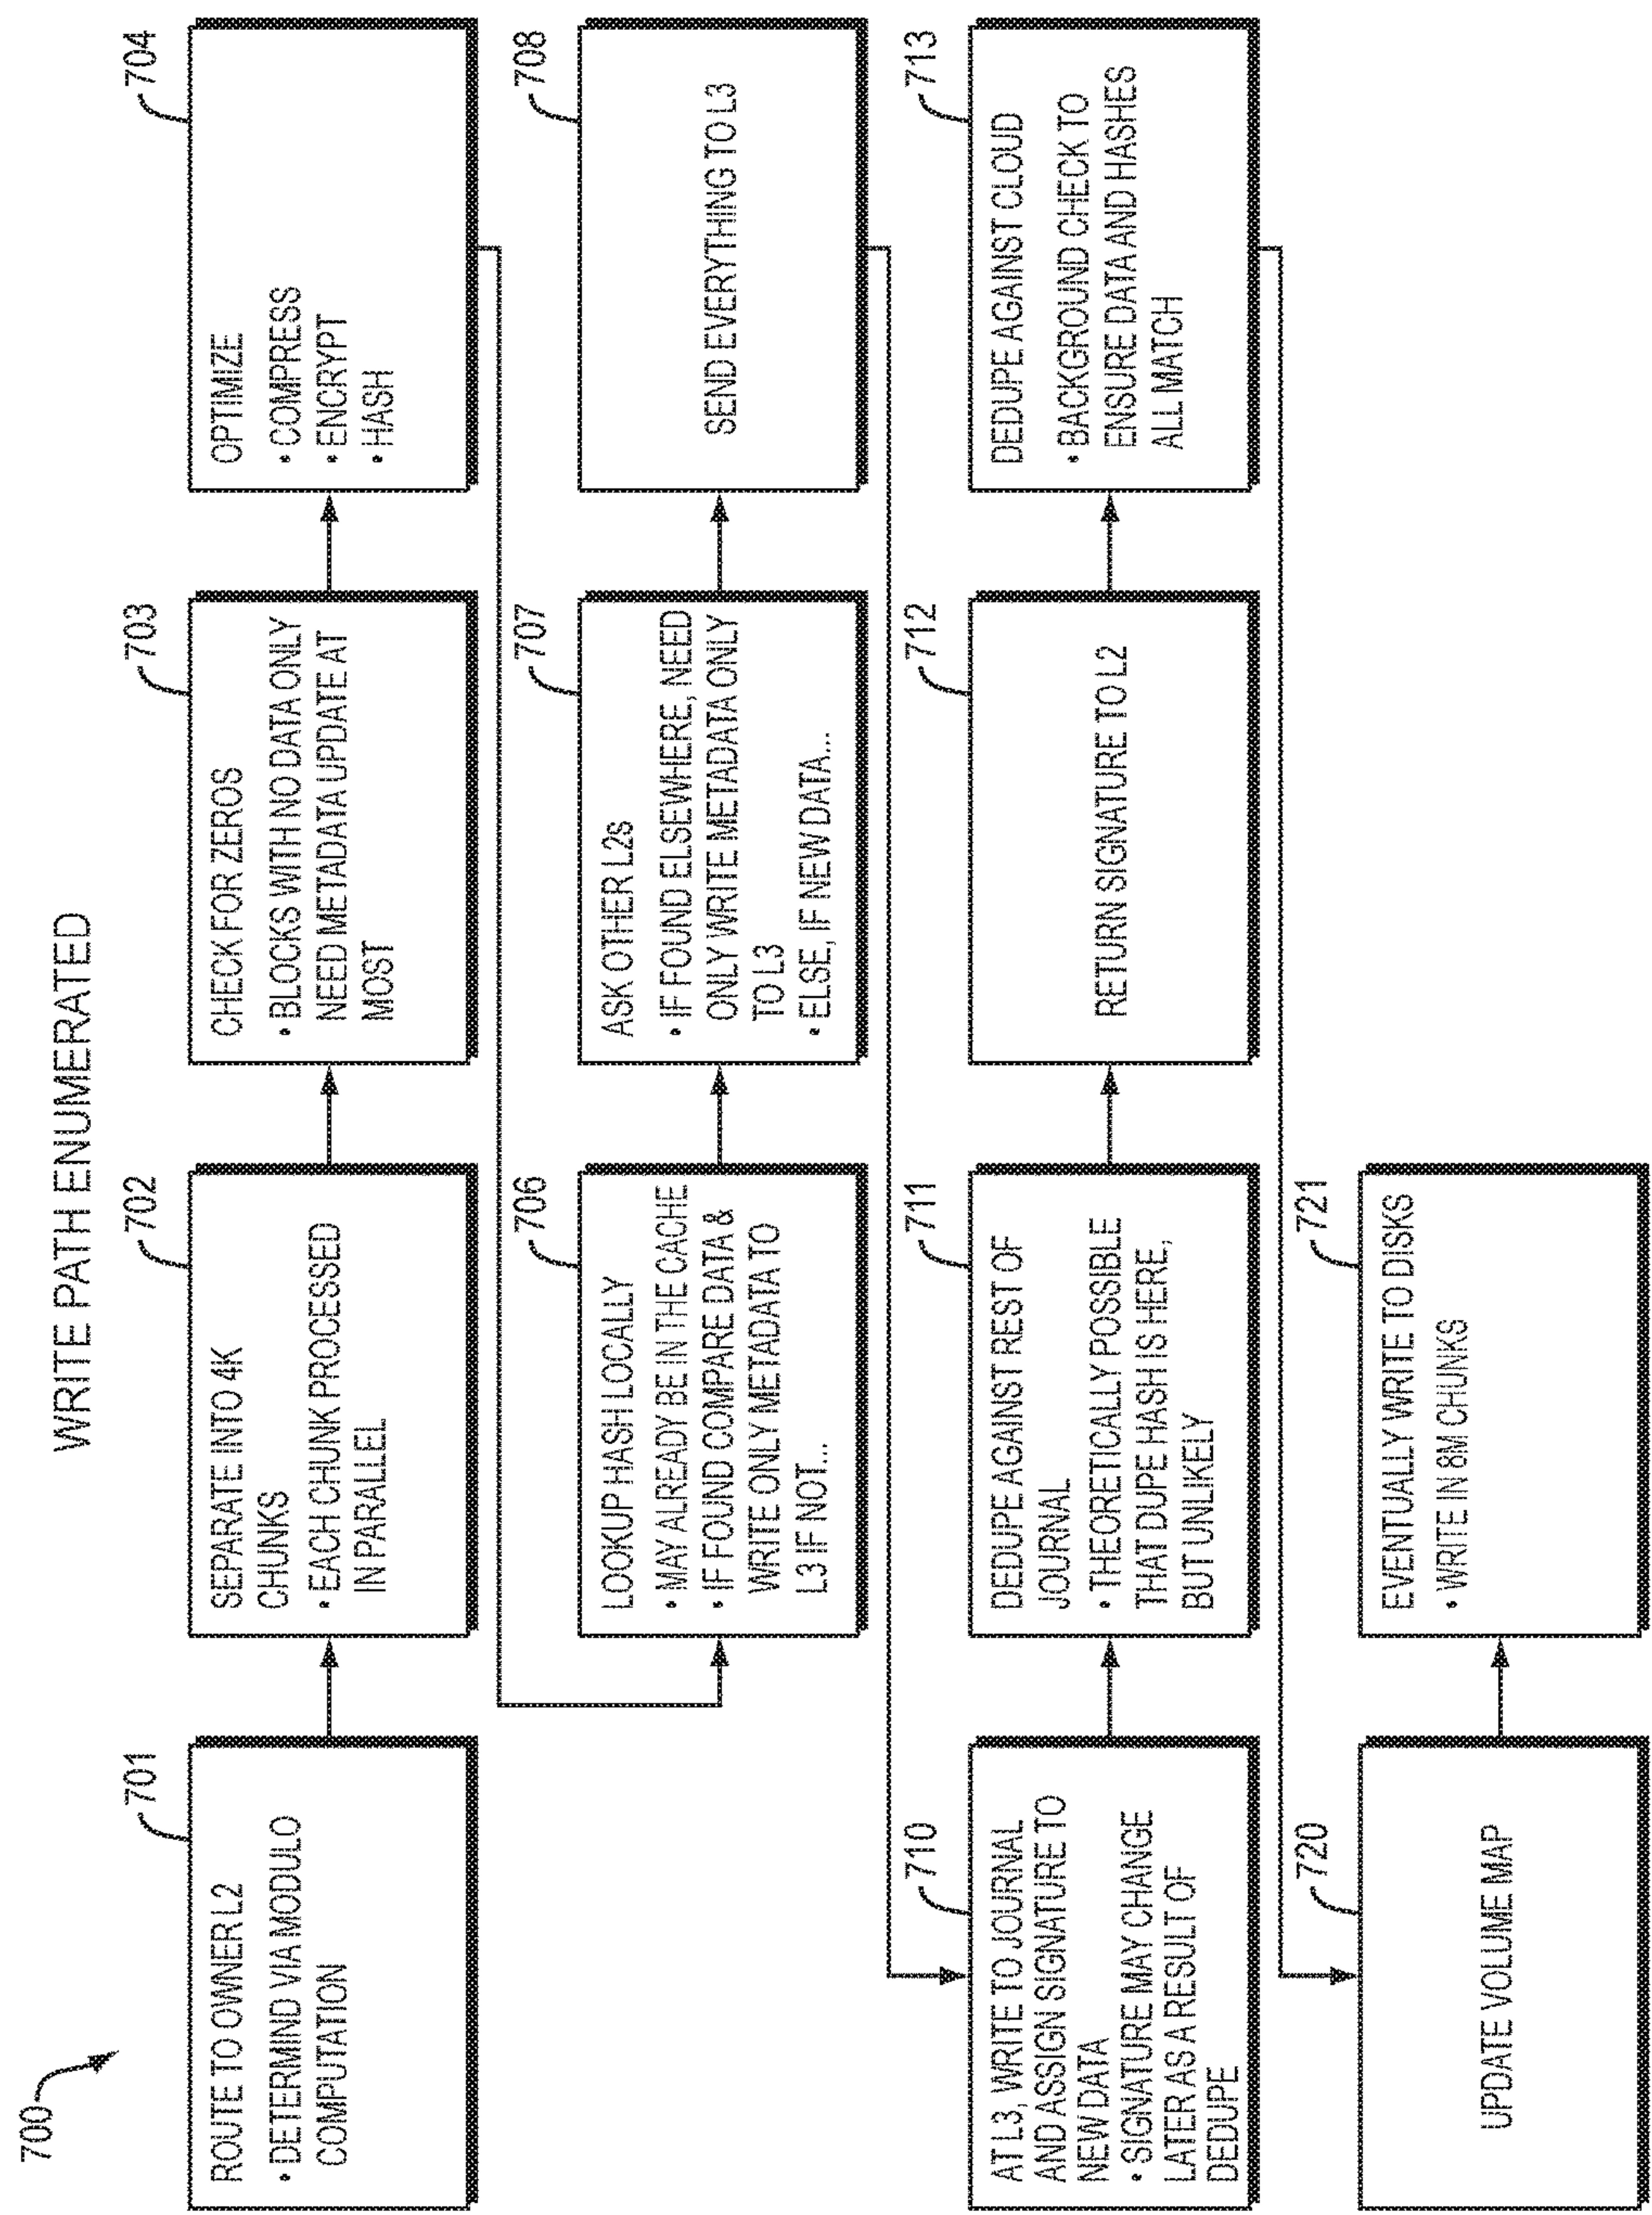 WRITE PATH ENUMERATED
700
701
ROUTE TO OWNER L2
• DETERMIND VIA MODULO
COMPUTATION
702
SEPARATE INTO 4K
CHUNKS
• EACH CHUNK PROCESSED
IN PARALLEL
703
CHECK FOR ZEROS
• BLOCKS WITH NO DATA ONLY
NEED METADATA UPDATE AT
MOST
704
OPTIMIZE
• COMPRESS
• ENCRYPT
• HASH
706
LOOKUP HASH LOCALLY
• MAY ALREADY BE IN THE CACHE
• IF FOUND COMPARE DATA &
WRITE ONLY METADATA TO
L3 IF NOT...
707
ASK OTHER L2s
• IF FOUND ELSEWHERE, NEED
ONLY WRITE METADATA ONLY
TO L3
• ELSE, IF NEW DATA...
708
SEND EVERYTHING TO L3
710
AT L3, WRITE TO JOURNAL
AND ASSIGN SIGNATURE TO
NEW DATA
• SIGNATURE MAY CHANGE
LATER AS A RESULT OF
DEDUPE
711
DEDUPE AGAINST REST OF
JOURNAL
• THEORETICALLY POSSIBLE
THAT DUPE HASH IS HERE,
BUT UNLIKELY
712
RETURN SIGNATURE TO L2
713
DEDUPE AGAINST CLOUD
• BACKGROUND CHECK TO
ENSURE DATA AND HASHES
ALL MATCH
720
UPDATE VOLUME MAP
721
EVENTUALLY WRITE TO DISKS
• WRITE IN 8M CHUNKS